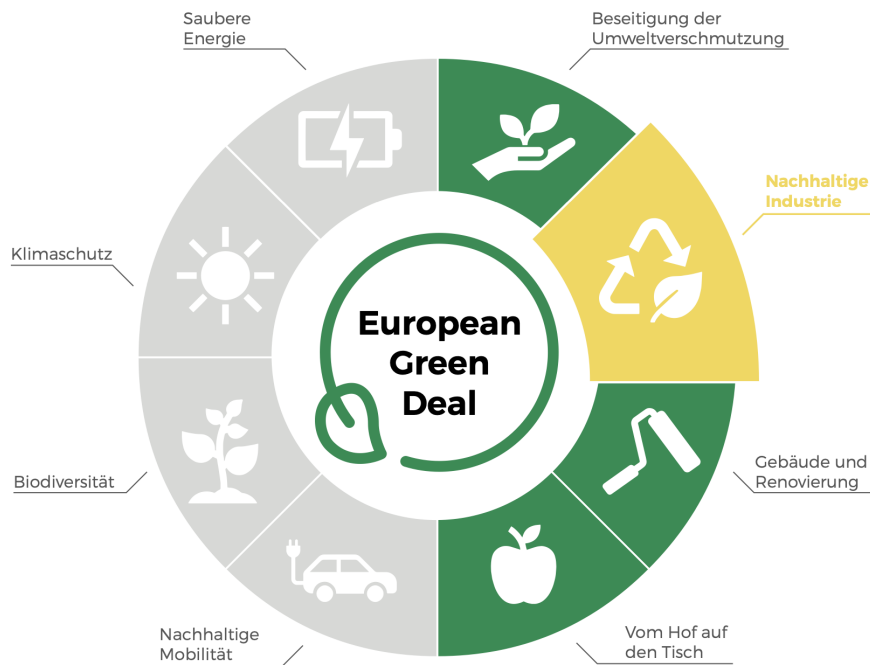 Saubere
Energie
Beseitigung der
Umweltverschmutzung
Nachhaltige
Industrie
Klimaschutz
European
Green
Deal
Gebäude und
Renovierung
Biodiversität
Nachhaltige
Mobilität
Vom Hof auf
den Tisch